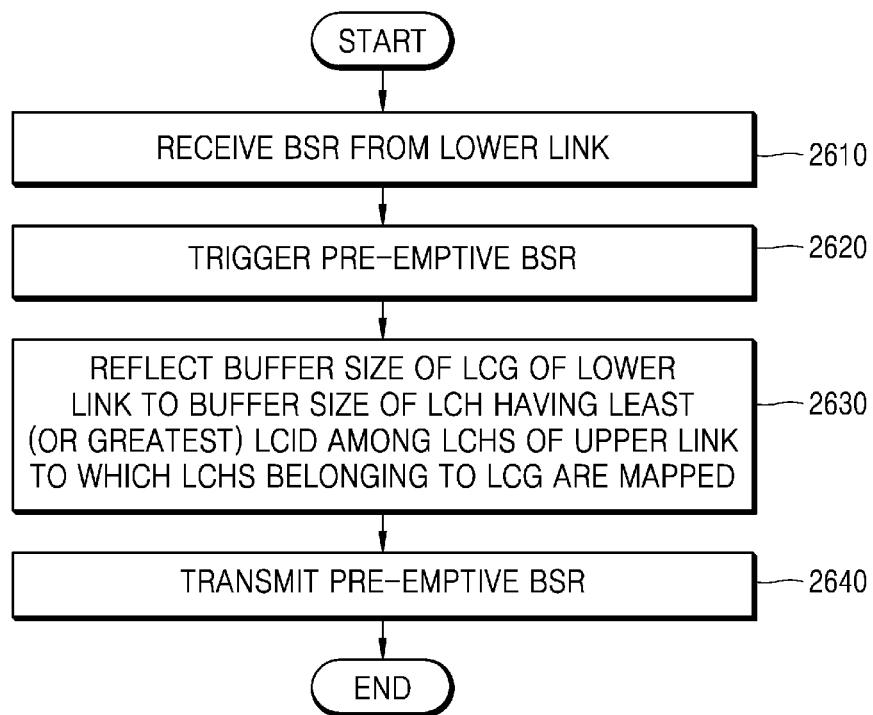 START
RECEIVE BSR FROM LOWER LINK
2610
TRIGGER PRE-EMPTIVE BSR
2620
REFLECT BUFFER SIZE OF LCG OF LOWER
LINK TO BUFFER SIZE OF LCH HAVING LEAST
(OR GREATEST) LCID AMONG LCHS OF UPPER LINK
TO WHICH LCHS BELONGING TO LCG ARE MAPPED
2630
TRANSMIT PRE-EMPTIVE BSR
2640
END